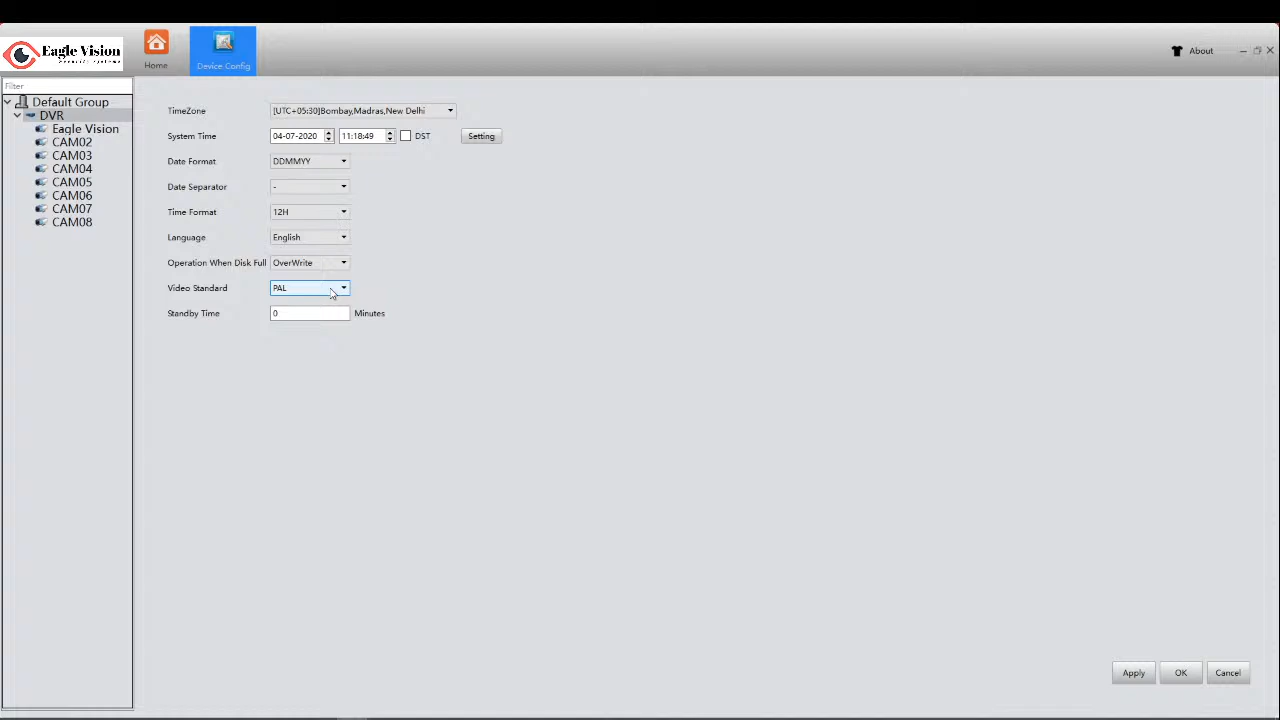 Eagle Vision
Home
Device Config
About
Filter
Default Group
DVR
Eagle Vision
CAM02
CAM03
CAM04
CAM05
CAM06
CAM07
CAM08
TimeZone [UTC+05:30]Bombay,Madras,New Delhi
System Time 04-07-2020 11:18:49 DST Setting
Date Format DDMMYY
Date Separator -
Time Format 12H
Language English
Operation When Disk Full OverWrite
Video Standard PAL
Standby Time 0 Minutes
Apply OK Cancel